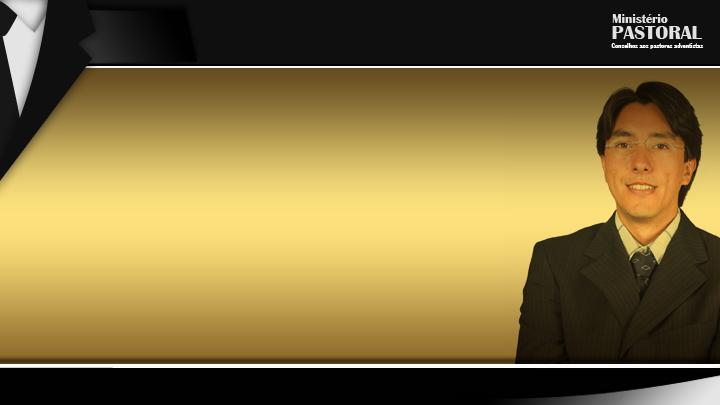 Ministério
PASTORAL
Conselhos aos pastores adventistas